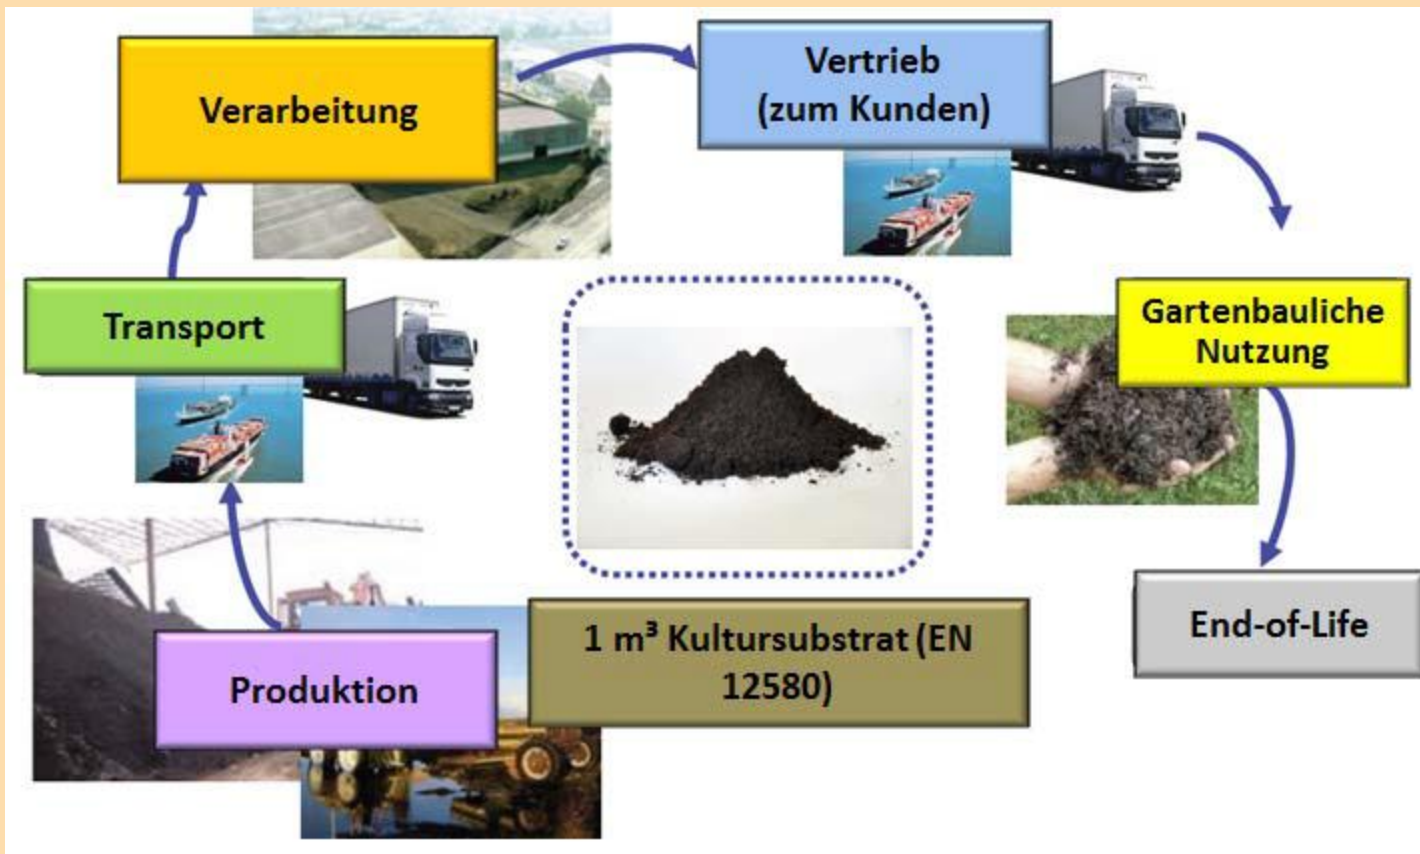 Verarbeitung
Vertrieb
(zum Kunden)
Transport
Gartenbauliche
Nutzung
Produktion
1 m³ Kultursubstrat (EN
12580)
End-of-Life